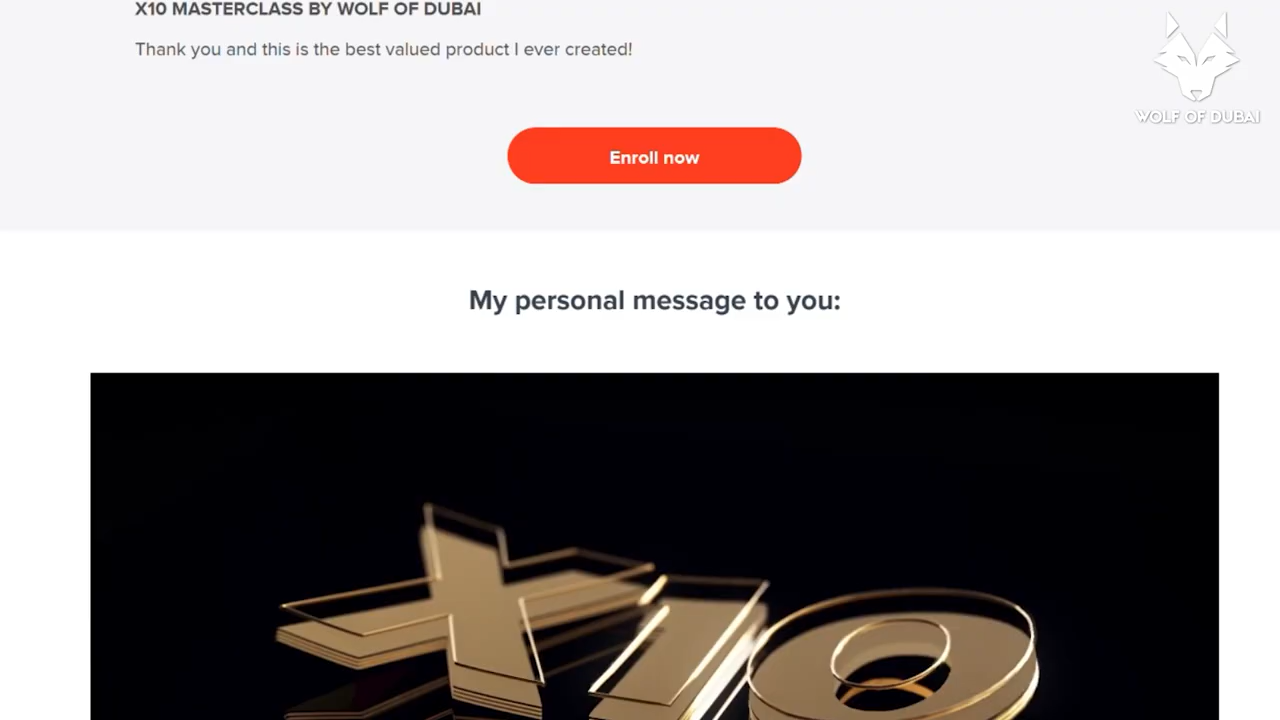 X10 MASTERCLASS BY WOLF OF DUBAI
Thank you and this is the best valued product I ever created!
WOLF OF DUBAI
Enroll now
My personal message to you:
X10